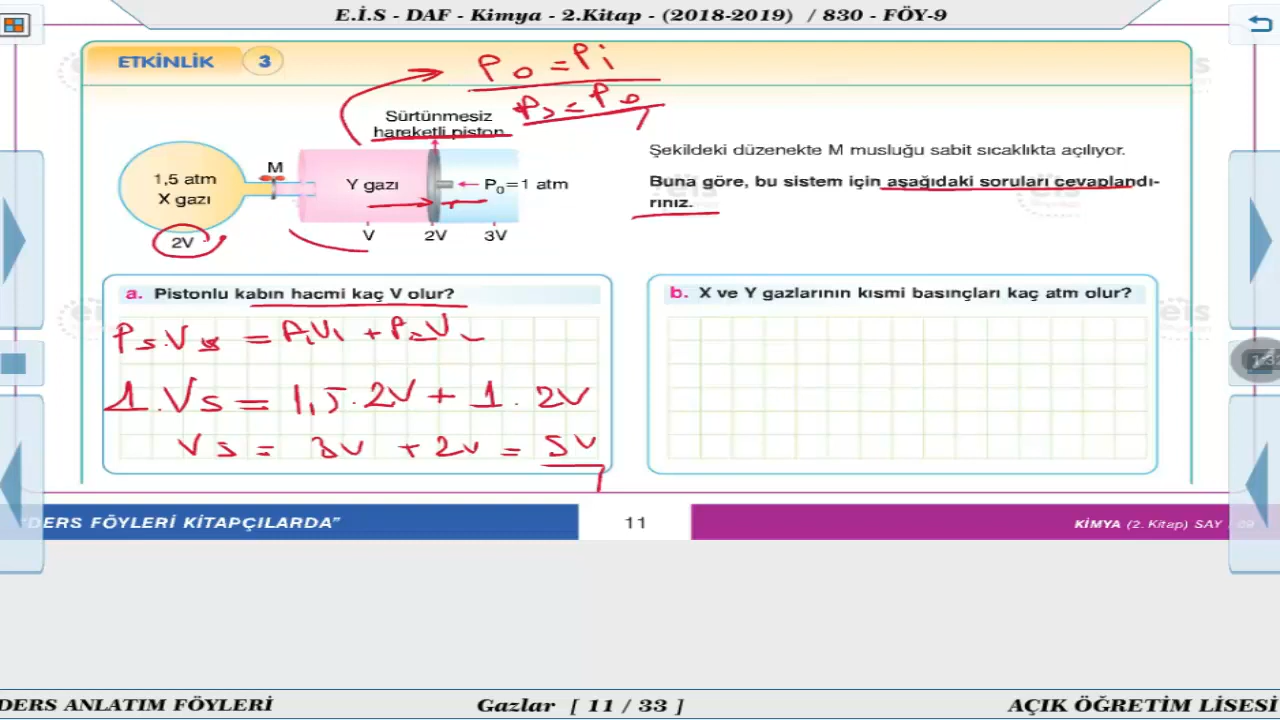 E.İ.S - DAF - Kimya - 2.Kitap - (2018-2019) / 830 - FÖY-9
ETKİNLİK 3
P0 = Pi
Ps = P0
Sürtünmesiz
hareketli piston
M
1,5 atm
X gazı
2V
Y gazı
P0=1 atm
V 2V 3V
Şekildeki düzenekte M musluğu sabit sıcaklıkta açılıyor.
Buna göre, bu sistem için aşağıdaki soruları cevaplandı-
rınız.
a. Pistonlu kabın hacmi kaç V olur?
Ps.Vs = P1V1 + P2V2
1.Vs = 1,5.2V + 1.2V
Vs = 3V + 2V = 5V
b. X ve Y gazlarının kısmi basınçları kaç atm olur?
"DERS FÖYLERİ KİTAPÇILARDA"
11
KİMYA (2. Kitap) SAY
DERS ANLATIM FÖYLERİ
Gazlar [ 11 / 33 ]
AÇIK ÖĞRETİM LİSESİ